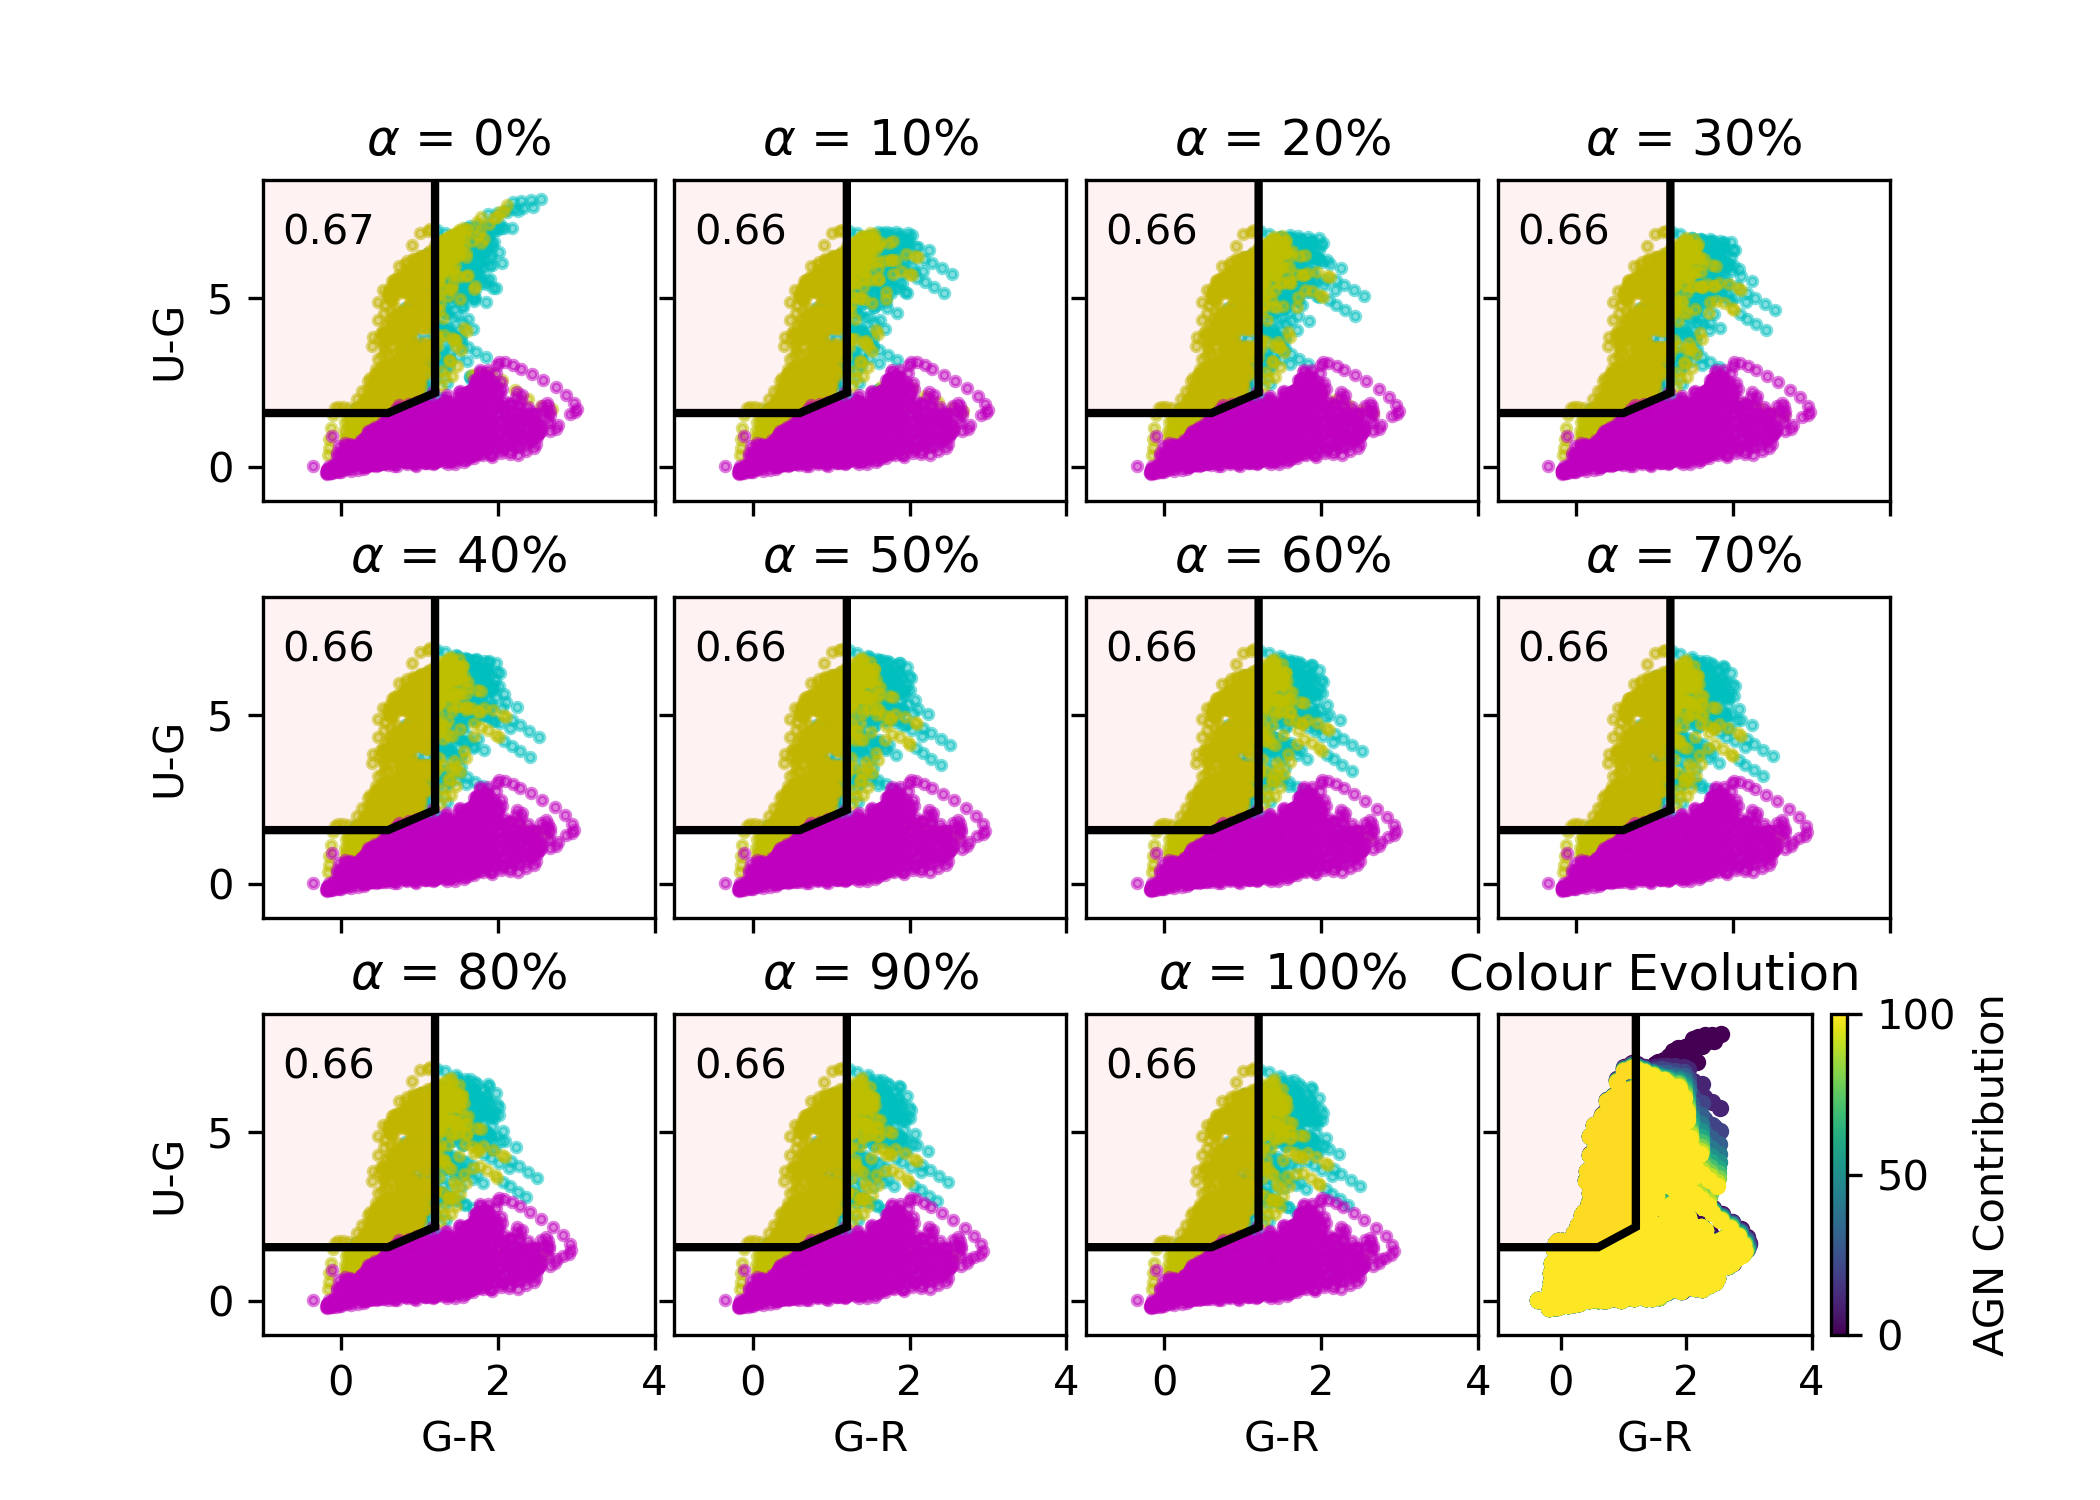 α = 0%
α = 10%
α = 20%
α = 30%
0.67
0.66
0.66
0.66
U-G
5
0
α = 40%
α = 50%
α = 60%
α = 70%
0.66
0.66
0.66
0.66
U-G
5
0
α = 80%
α = 90%
α = 100%
Colour Evolution
0.66
0.66
0.66
U-G
5
0
0 2 4
0 2
0 2 4
0 2 4
G-R
G-R
G-R
G-R
100
50
0
AGN Contribution